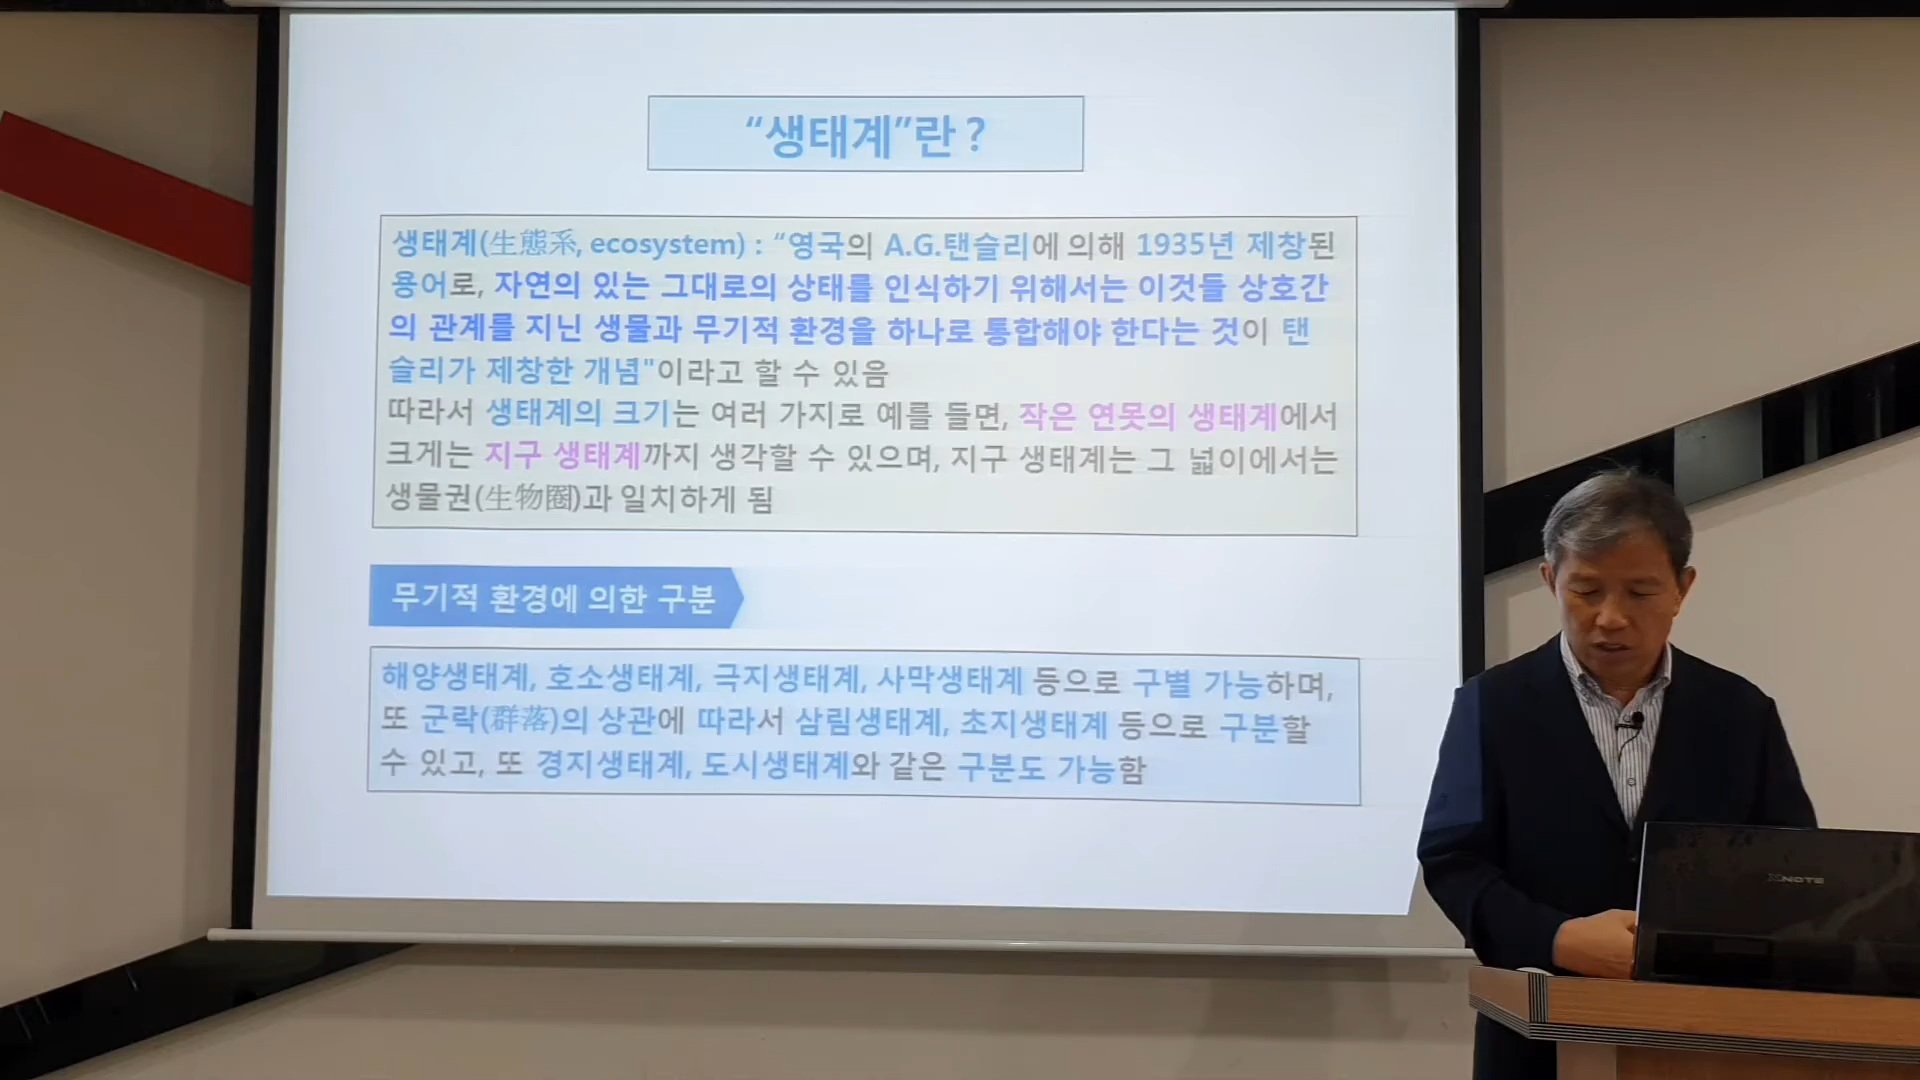 “생태계”란 ?
생태계(生態系, ecosystem) : “영국의 A.G.탠슬리에 의해 1935년 제창된
용어로, 자연의 있는 그대로의 상태를 인식하기 위해서는 이것들 상호간
의 관계를 지닌 생물과 무기적 환경을 하나로 통합해야 한다는 것이 탠
슬리가 제창한 개념"이라고 할 수 있음
따라서 생태계의 크기는 여러 가지로 예를 들면, 작은 연못의 생태계에서
크게는 지구 생태계까지 생각할 수 있으며, 지구 생태계는 그 넓이에서는
생물권(生物圈)과 일치하게 됨
무기적 환경에 의한 구분
해양생태계, 호소생태계, 극지생태계, 사막생태계 등으로 구별 가능하며,
또 군락(群落)의 상관에 따라서 삼림생태계, 초지생태계 등으로 구분할
수 있고, 또 경지생태계, 도시생태계와 같은 구분도 가능함
XNOTE